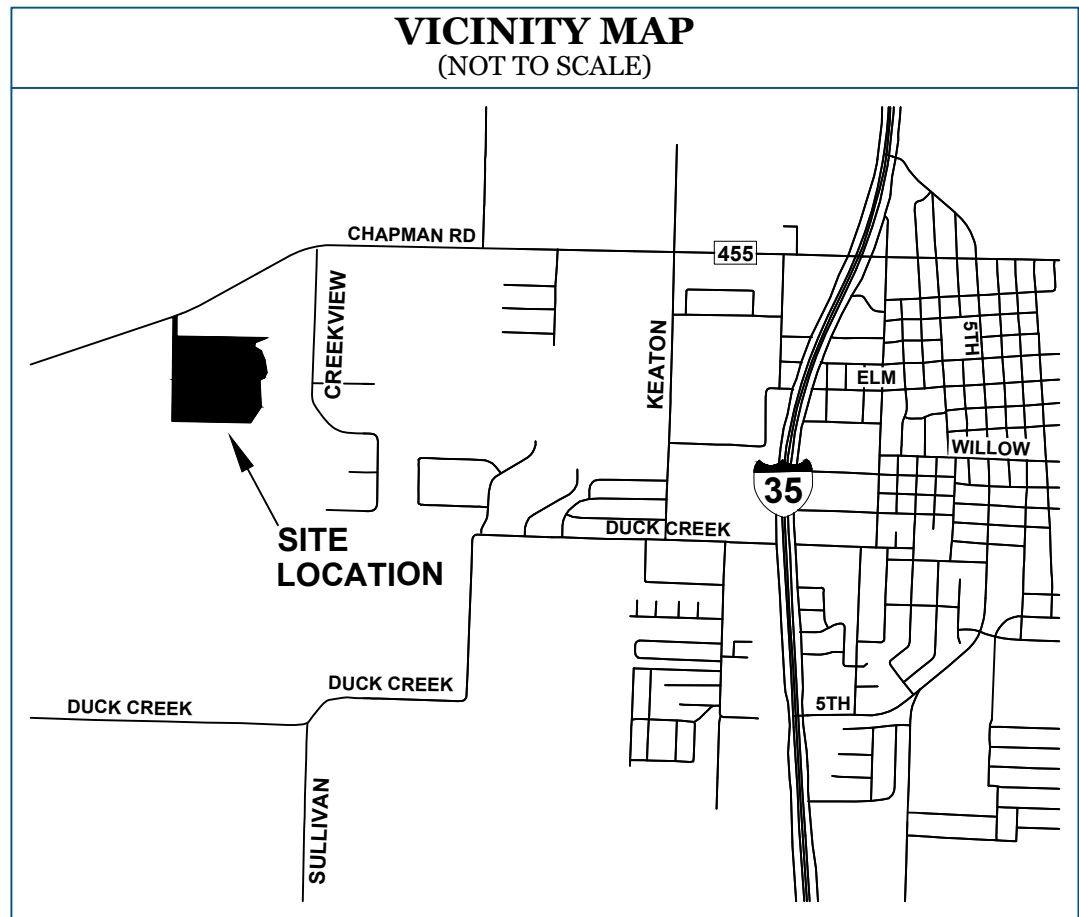 VICINITY MAP
(NOT TO SCALE)
CHAPMAN RD
455
CREEKVIEW
KEATON
5TH
ELM
WILLOW
35
DUCK CREEK
SITE
LOCATION
DUCK CREEK
DUCK CREEK
5TH
SULLIVAN